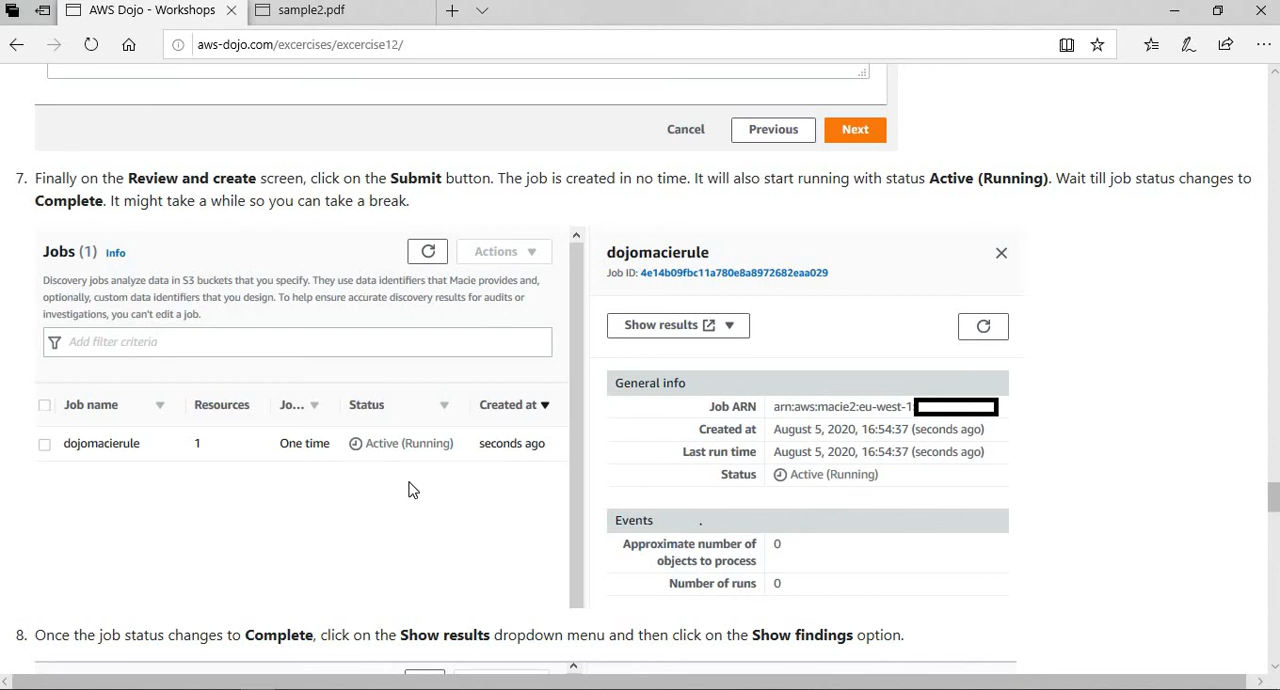 AWS Dojo - Workshops
sample2.pdf
aws-dojo.com/excercises/excercise12/
Cancel Previous Next
7. Finally on the Review and create screen, click on the Submit button. The job is created in no time. It will also start running with status Active (Running). Wait till job status changes to
Complete. It might take a while so you can take a break.
Jobs (1) Info
Actions
Discovery jobs analyze data in S3 buckets that you specify. They use data identifiers that Macie provides and,
optionally, custom data identifiers that you design. To help ensure accurate discovery results for audits or
investigations, you can't edit a job.
Add filter criteria
Job name Resources Jo... Status Created at
dojomacierule 1 One time Active (Running) seconds ago
dojomacierule
Job ID: 4e14b09fbc11a780e8a8972682eaa029
Show results
General info
Job ARN arn:aws:macie2:eu-west-1:
Created at August 5, 2020, 16:54:37 (seconds ago)
Last run time August 5, 2020, 16:54:37 (seconds ago)
Status Active (Running)
Events .
Approximate number of 0
objects to process
Number of runs 0
8. Once the job status changes to Complete, click on the Show results dropdown menu and then click on the Show findings option.